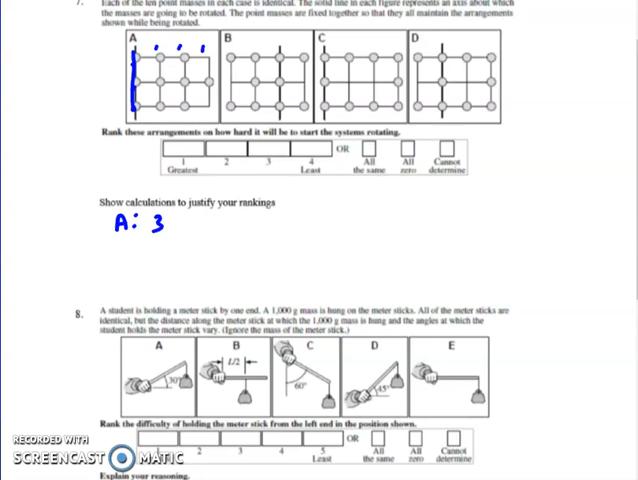 7. Each of the ten point masses in each case is identical. The solid line in each figure represents an axis about which
the masses are going to be rotated. The point masses are fixed together so that they all maintain the arrangements
shown while being rotated.
A B C D
Rank these arrangements on how hard it will be to start the systems rotating.
OR
1 2 3 4 All All Cannot
Greatest Least the same zero determine
Show calculations to justify your rankings
A: 3
8. A student is holding a meter stick by one end. A 1,000 g mass is hung on the meter sticks. All of the meter sticks are
identical, but the distance along the meter stick at which the 1,000 g mass is hung and the angles at which the
student holds the meter stick vary. (Ignore the mass of the meter stick.)
A B C D E
L/2
30° 60° 45°
Rank the difficulty of holding the meter stick from the left end in the position shown.
OR
2 3 4 5 All All Cannot
Least the same zero determine
Explain your reasoning.
RECORDED WITH
SCREENCAST MATIC